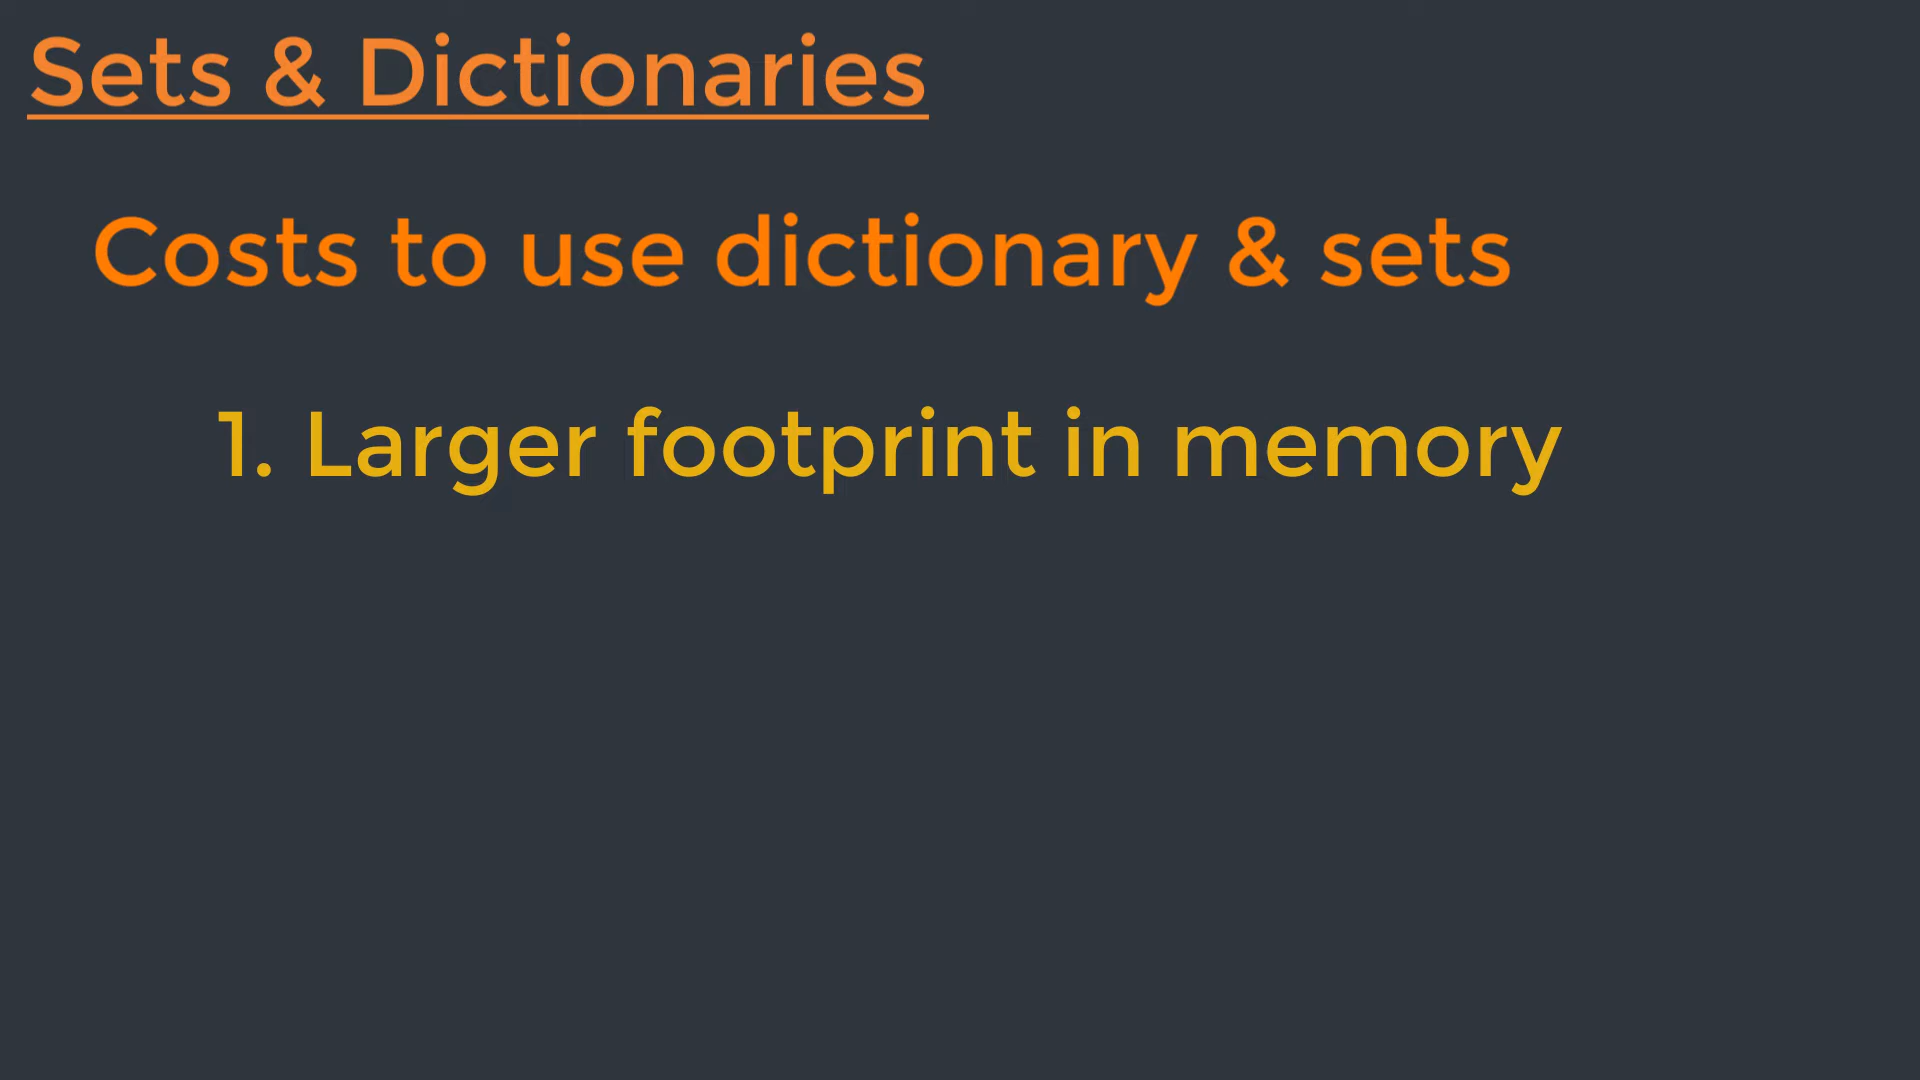 Sets & Dictionaries
Costs to use dictionary & sets
1. Larger footprint in memory